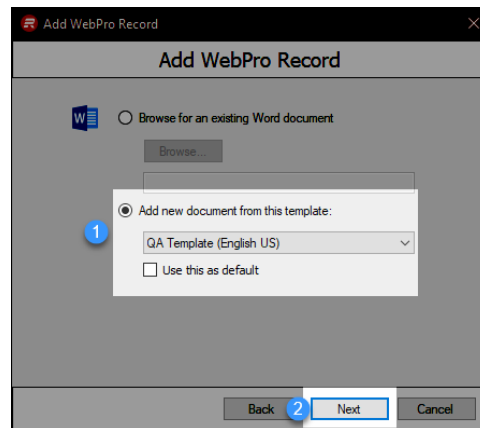 Add WebPro Record
Add WebPro Record
W
Browse for an existing Word document
Browse...
Add new document from this template:
1
QA Template (English US)
Use this as default
Back
2
Next
Cancel